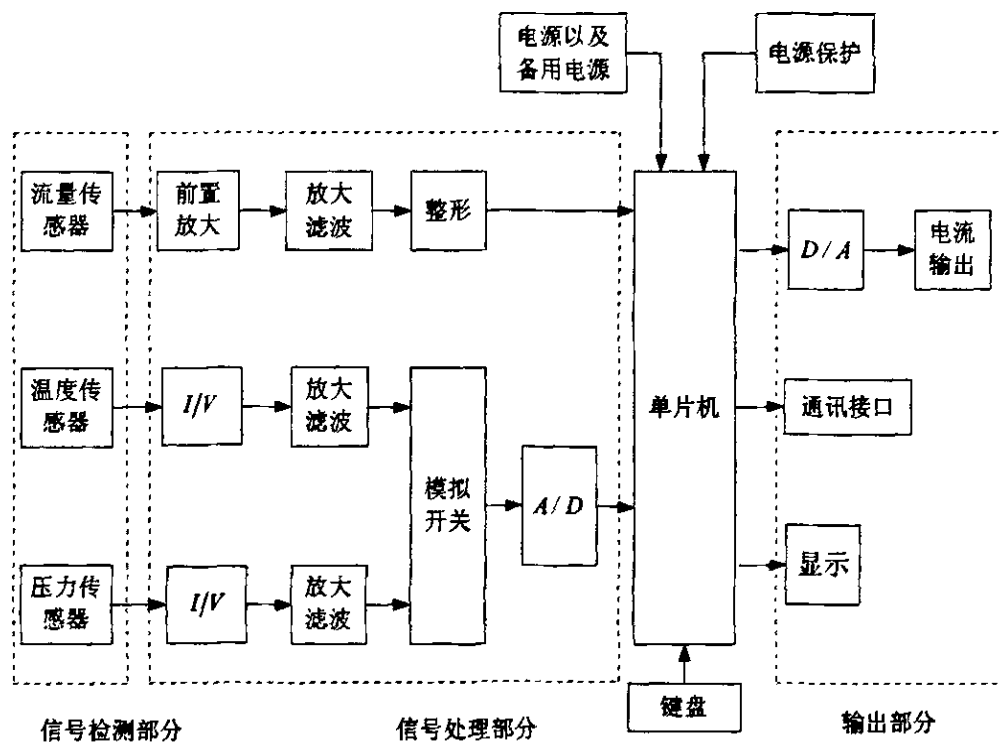 电源以及
备用电源
电源保护
流量传
感器
前置
放大
放大
滤波
整形
D/A
电流
输出
温度传
感器
I/V
放大
滤波
模拟
开关
A/D
单片机
通讯接口
压力传
感器
I/V
放大
滤波
显示
键盘
信号检测部分
信号处理部分
输出部分